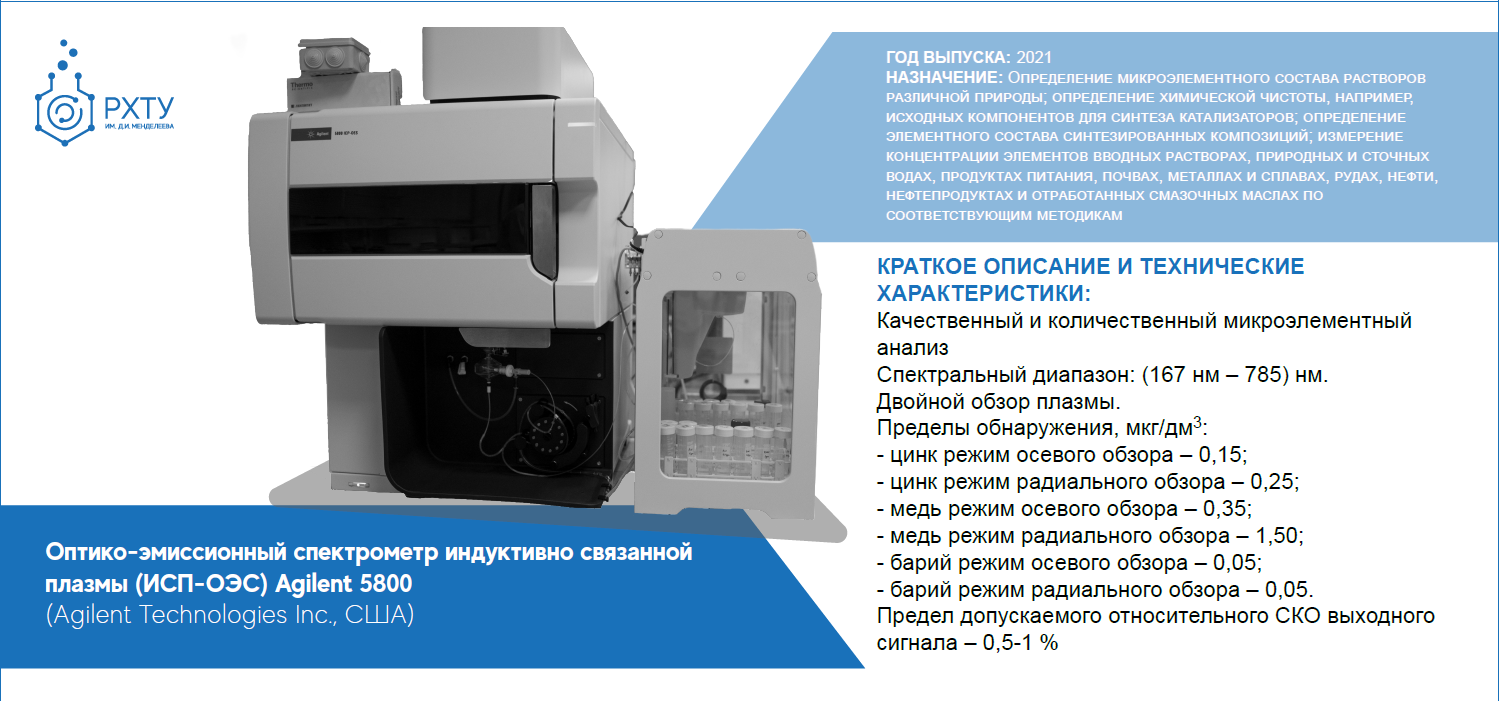 РХТУ
ИМ. Д.И. МЕНДЕЛЕЕВА
Thermo
Agilent
ГОД ВЫПУСКА: 2021
НАЗНАЧЕНИЕ: ОПРЕДЕЛЕНИЕ МИКРОЭЛЕМЕНТНОГО СОСТАВА РАСТВОРОВ
РАЗЛИЧНОЙ ПРИРОДЫ; ОПРЕДЕЛЕНИЕ ХИМИЧЕСКОЙ ЧИСТОТЫ, НАПРИМЕР,
ИСХОДНЫХ КОМПОНЕНТОВ ДЛЯ СИНТЕЗА КАТАЛИЗАТОРОВ; ОПРЕДЕЛЕНИЕ
ЭЛЕМЕНТНОГО СОСТАВА СИНТЕЗИРОВАННЫХ КОМПОЗИЦИЙ; ИЗМЕРЕНИЕ
КОНЦЕНТРАЦИИ ЭЛЕМЕНТОВ ВВОДНЫХ РАСТВОРАХ, ПРИРОДНЫХ И СТОЧНЫХ
ВОДАХ, ПРОДУКТАХ ПИТАНИЯ, ПОЧВАХ, МЕТАЛЛАХ И СПЛАВАХ, РУДАХ, НЕФТИ,
НЕФТЕПРОДУКТАХ И ОТРАБОТАННЫХ СМАЗОЧНЫХ МАСЛАХ ПО
СООТВЕТСТВУЮЩИМ МЕТОДИКАМ
КРАТКОЕ ОПИСАНИЕ И ТЕХНИЧЕСКИЕ
ХАРАКТЕРИСТИКИ:
Качественный и количественный микроэлементный
анализ
Спектральный диапазон: (167 нм – 785) нм.
Двойной обзор плазмы.
Пределы обнаружения, мкг/дм³:
- цинк режим осевого обзора – 0,15;
- цинк режим радиального обзора – 0,25;
- медь режим осевого обзора – 0,35;
- медь режим радиального обзора – 1,50;
- барий режим осевого обзора – 0,05;
- барий режим радиального обзора – 0,05.
Предел допускаемого относительного СКО выходного
сигнала – 0,5-1 %
Оптико-эмиссионный спектрометр индуктивно связанной
плазмы (ИСП-ОЭС) Agilent 5800
(Agilent Technologies Inc., США)